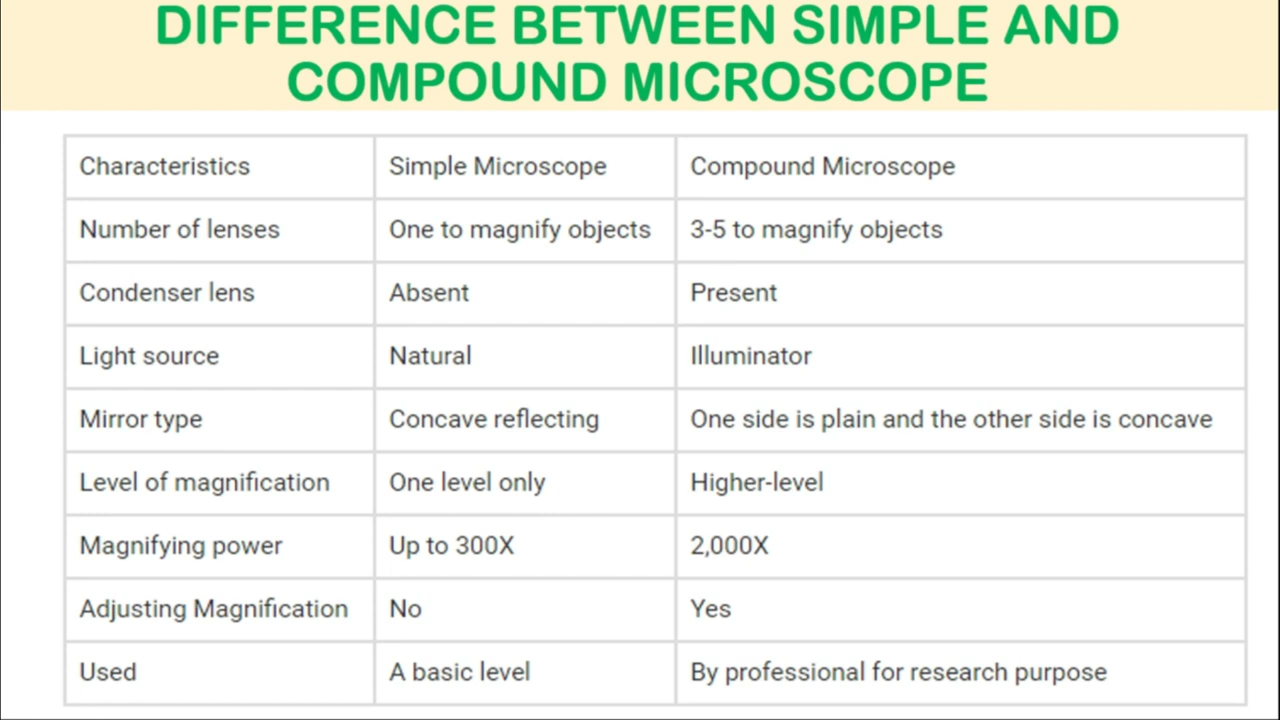 DIFFERENCE BETWEEN SIMPLE AND
COMPOUND MICROSCOPE
Characteristics Simple Microscope Compound Microscope
Number of lenses One to magnify objects 3-5 to magnify objects
Condenser lens Absent Present
Light source Natural Illuminator
Mirror type Concave reflecting One side is plain and the other side is concave
Level of magnification One level only Higher-level
Magnifying power Up to 300X 2,000X
Adjusting Magnification No Yes
Used A basic level By professional for research purpose